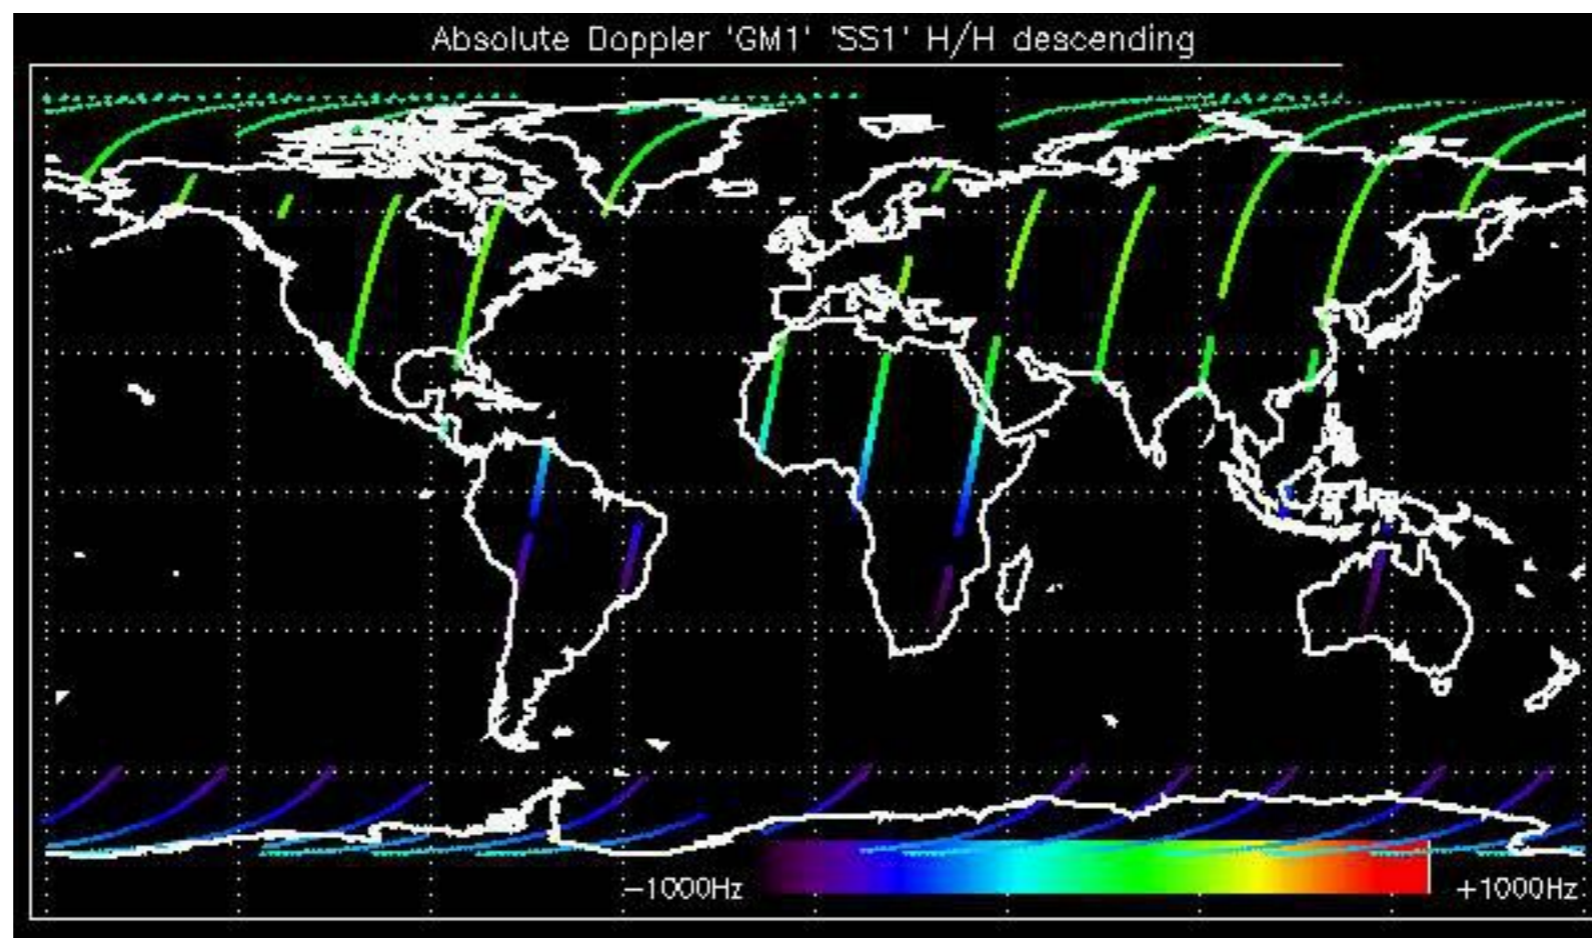 Absolute Doppler 'GM1' 'SS1' H/H descending
-1000Hz
+1000Hz